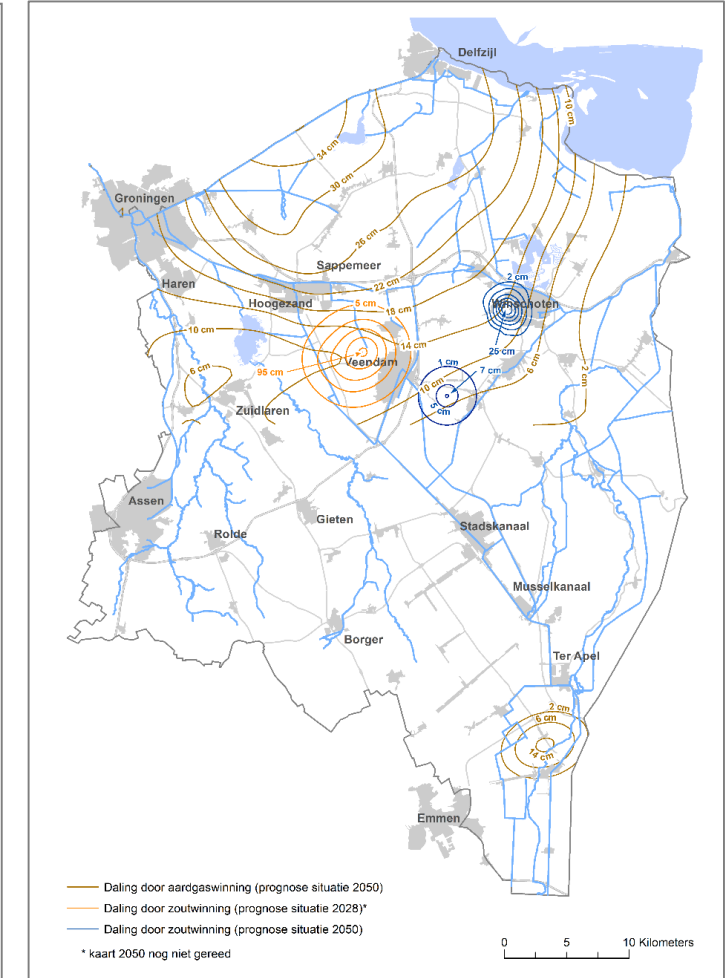 Delfzijl
10 cm
34 cm
30 cm
Groningen
26 cm
Sappemeer
2 cm
Haren
22 cm
Hoogezand
5 cm
18 cm
Winschoten
10 cm
14 cm
25 cm
6 cm
Veendam
1 cm
7 cm
2 cm
95 cm
6 cm
10 cm
5 cm
Zuidlaren
Assen
Gieten
Stadskanaal
Rolde
Musselkanaal
Borger
Ter Apel
2 cm
6 cm
14 cm
Emmen
Daling door aardgaswinning (prognose situatie 2050)
Daling door zoutwinning (prognose situatie 2028)*
Daling door zoutwinning (prognose situatie 2050)
* kaart 2050 nog niet gereed
0 5 10 Kilometers